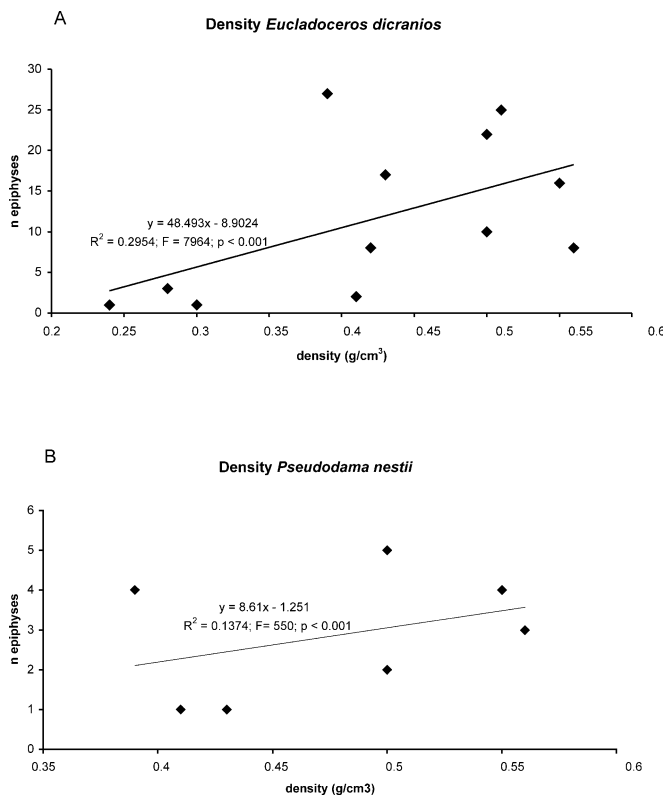 A
Density Eucladoceros dicranios
30
25
20
15
10
5
0
n epiphyses
y = 48.493x - 8.9024
R² = 0.2954; F = 7964; p < 0.001
0.2 0.25 0.3 0.35 0.4 0.45 0.5 0.55 0.6
density (g/cm³)
B
Density Pseudodama nestii
6
5
4
3
2
1
0
n epiphyses
y = 8.61x - 1.251
R² = 0.1374; F= 550; p < 0.001
0.35 0.4 0.45 0.5 0.55 0.6
density (g/cm3)